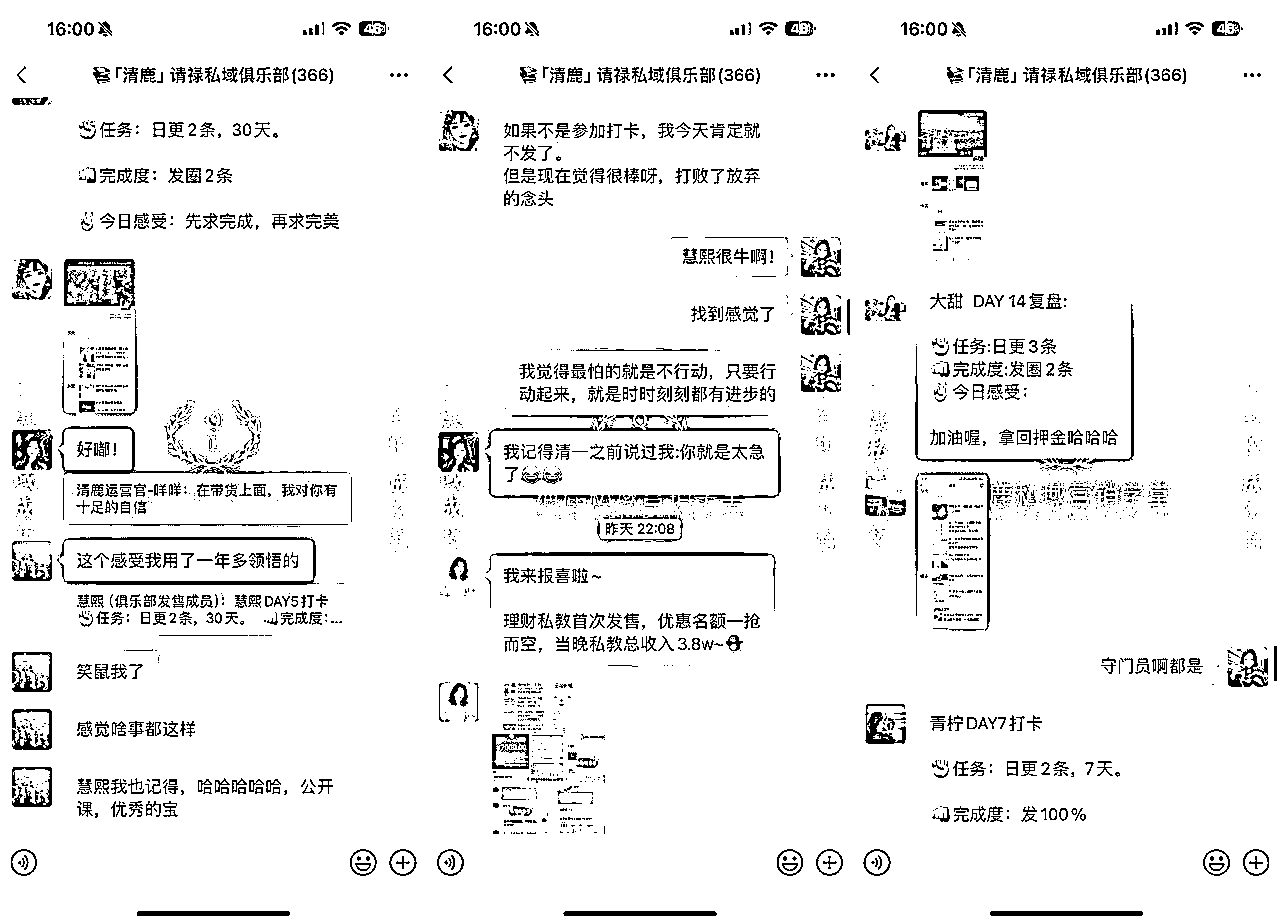 16:00
「清鹿」请禄私域俱乐部(366)
任务：日更2条，30天。
完成度：发圈2条
今日感受：先求完成，再求完美
好嘟！
清鹿运营官-咩咩：在带货上面，我对你有
十足的自信
这个感受我用了一年多领悟的
慧熙（俱乐部发售成员）：慧熙DAY5打卡
任务：日更2条，30天。 完成度：...
笑鼠我了
感觉啥事都这样
慧熙我也记得，哈哈哈哈哈，公开
课，优秀的宝
16:00
「清鹿」请禄私域俱乐部(366)
如果不是参加打卡，我今天肯定就
不发了。
但是现在觉得很棒呀，打败了放弃
的念头
慧熙很牛啊！
找到感觉了
我觉得最怕的就是不行动，只要行
动起来，就是时时刻刻都有进步的
我记得清一之前说过我:你就是太急
了
昨天 22:08
我来报喜啦~
理财私教首次发售，优惠名额一抢
而空，当晚私教总收入3.8w~
16:00
「清鹿」请禄私域俱乐部(366)
大甜 DAY 14复盘:
任务:日更3条
完成度:发圈2条
今日感受：
加油喔，拿回押金哈哈哈
守门员啊都是
青柠DAY7打卡
任务：日更2条，7天。
完成度：发100%